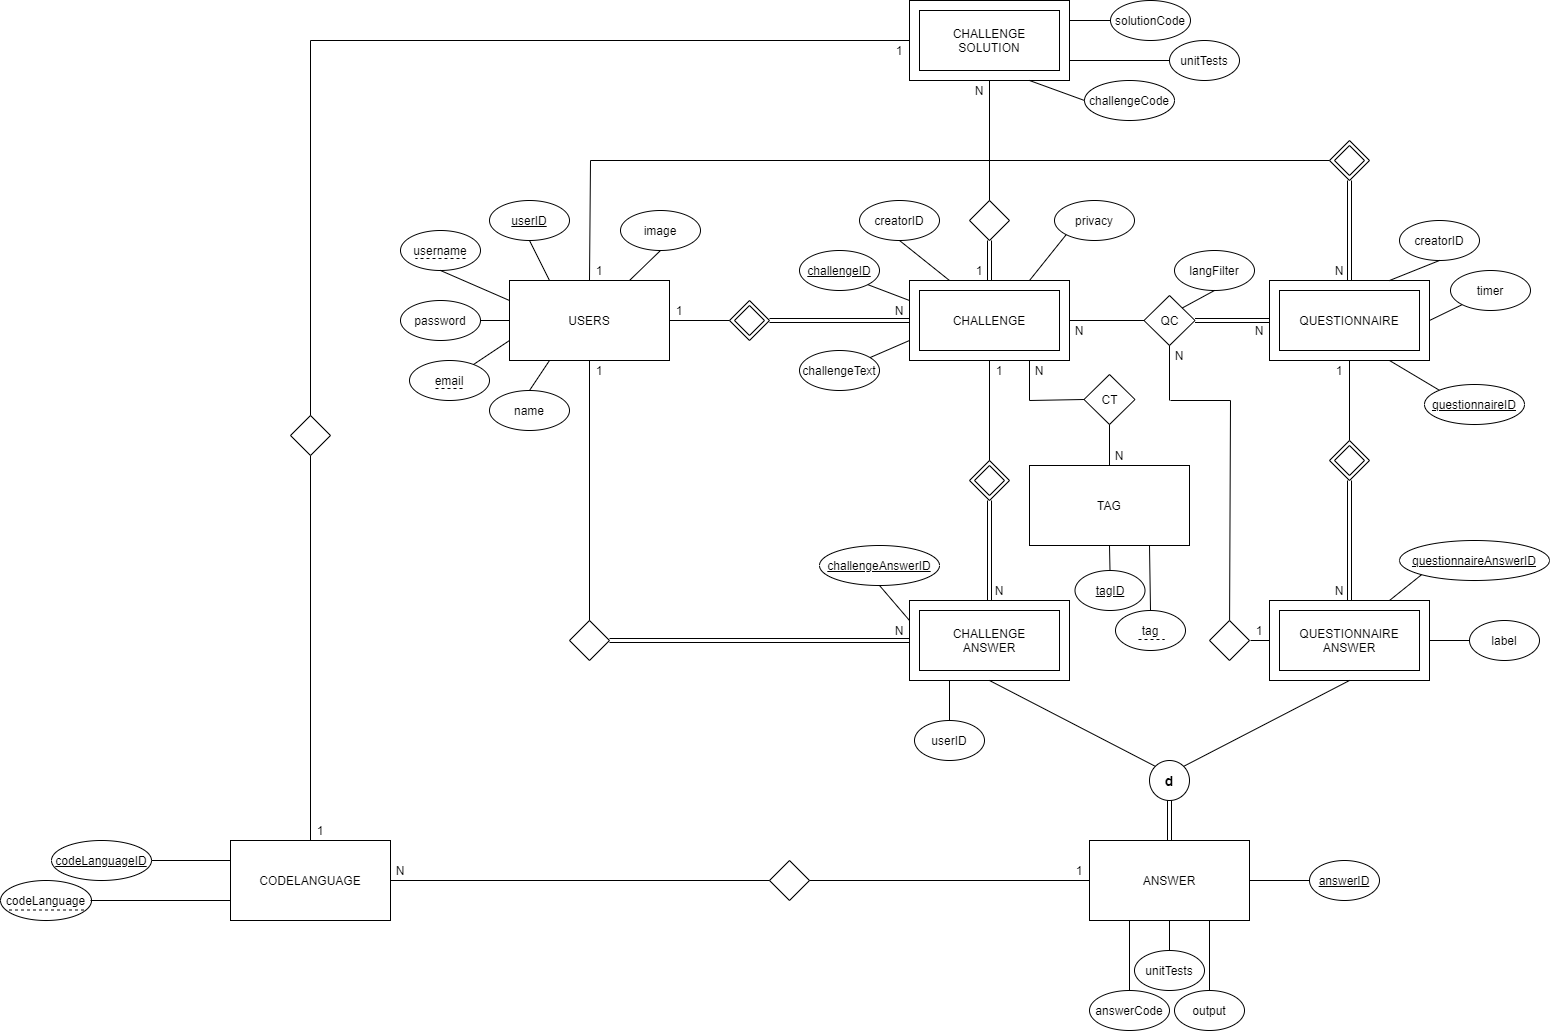 solutionCode
CHALLENGE
SOLUTION
1
unitTests
N
challengeCode
userID
image
creatorID
privacy
username
1
1
challengeID
langFilter
N
creatorID
timer
password
USERS
1
N
CHALLENGE
N
QC
N
QUESTIONNAIRE
N
email
name
1
challengeText
1
N
CT
1
questionnaireID
N
TAG
challengeAnswerID
N
tagID
tag
N
questionnaireAnswerID
N
CHALLENGE
ANSWER
1
QUESTIONNAIRE
ANSWER
label
userID
d
1
codeLanguageID
codeLanguage
CODELANGUAGE
N
1
ANSWER
answerID
unitTests
answerCode
output